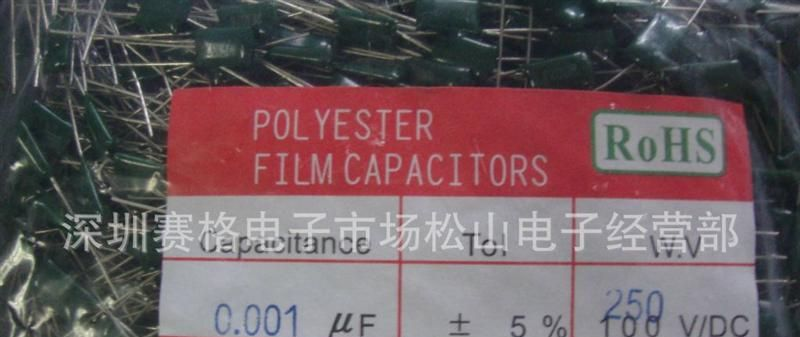 POLYESTER
FILM CAPACITORS
RoHS
深圳赛格电子市场松山电子经营部
Capacitance Tol W.V
250
0.001 μF ± 5 % 100 V/DC